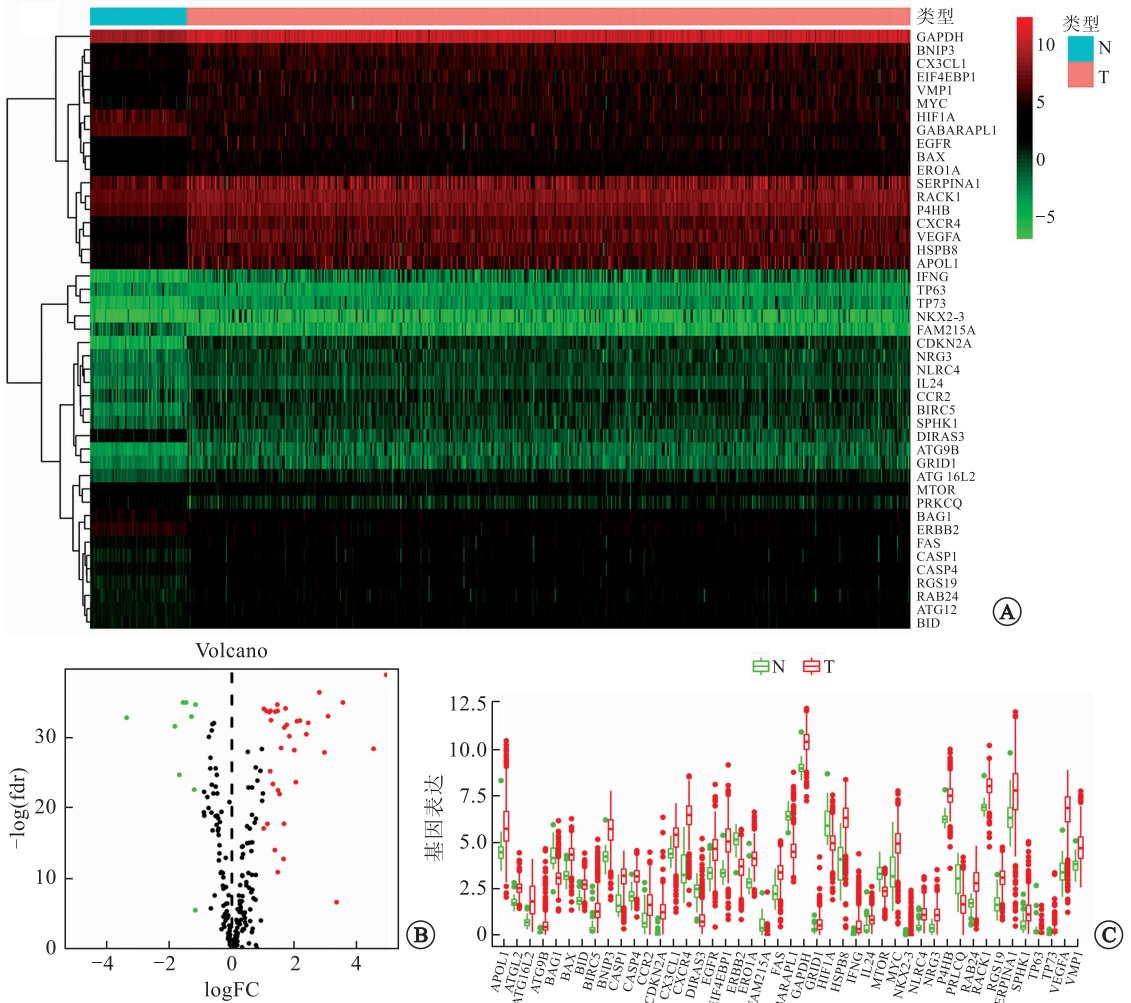 类型
GAPDH
BNIP3
CX3CL1
EIF4EBP1
VMP1
MYC
HIF1A
GABARAPL1
EGFR
BAX
ERO1A
SERPINA1
RACK1
P4HB
CXCR4
VEGFA
HSPB8
APOL1
IFNG
TP63
TP73
NKX2-3
FAM215A
CDKN2A
NRG3
NLRC4
IL24
CCR2
BIRC5
SPHK1
DIRAS3
ATG9B
GRID1
ATG 16L2
MTOR
PRKCQ
BAG1
ERBB2
FAS
CASP1
CASP4
RGS19
RAB24
ATG12
BID
10
5
0
−5
类型
N
T
A
Volcano
−log(fdr)
30
20
10
0
−4
−2
0
2
4
logFC
B
N
T
基因表达
12.5
10.0
7.5
5.0
2.5
0
APOL1
ATGL2
ATG16L2
ATG9B
BAG1
BAX
BID
BIRC5
BNIP3
CASP1
CASP4
CCR2
CDKN2A
CX3CL1
CXCR4
DIRAS3
EGFR
EIF4EBP1
ERBB2
ERO1A
FAM215A
FAS
ARAPL1
GAPDH
GRID1
HIF1A
HSPB8
IFNG
IL24
MTOR
MYC
NKX2-3
NLRC4
NRG3
P4HB
PRLCQ
RAB24
RACK1
RGS19
ERPINA1
SPHK1
TP63
TP73
VEGFA
VMP1
C